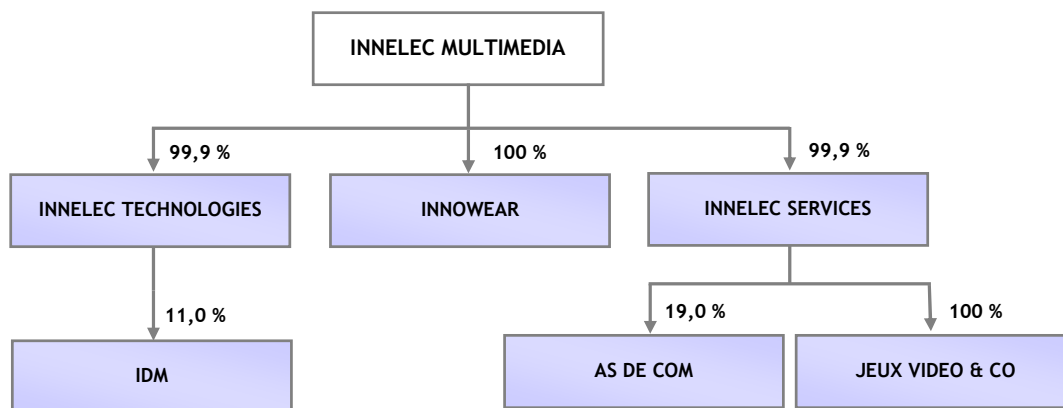 INNELEC MULTIMEDIA
99,9 %
100 %
99,9 %
INNELEC TECHNOLOGIES
INNOWEAR
INNELEC SERVICES
11,0 %
19,0 %
100 %
IDM
AS DE COM
JEUX VIDEO & CO